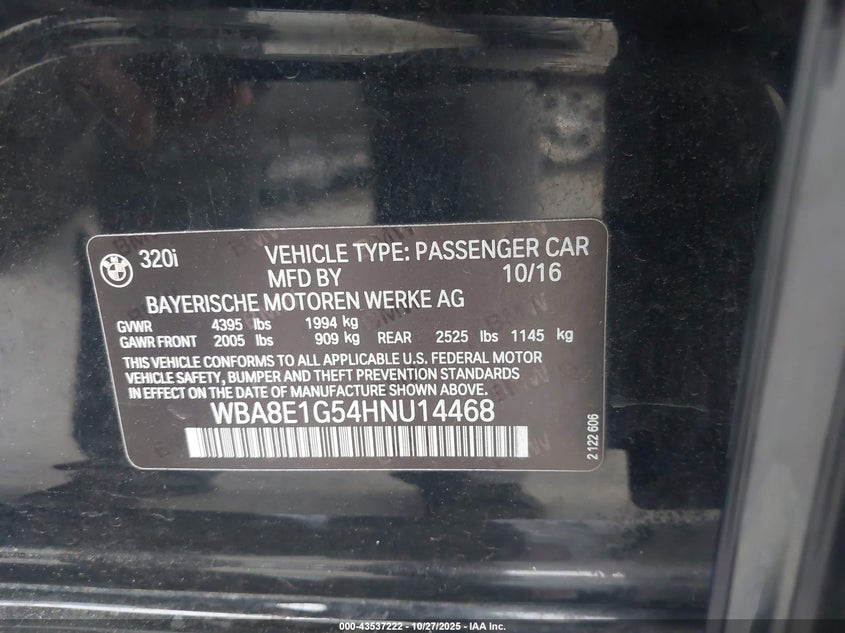 320i VEHICLE TYPE: PASSENGER CAR
MFD BY 10/16
BAYERISCHE MOTOREN WERKE AG
GVWR 4395 lbs 1994 kg
GAWR FRONT 2005 lbs 909 kg REAR 2525 lbs 1145 kg
THIS VEHICLE CONFORMS TO ALL APPLICABLE U.S. FEDERAL MOTOR
VEHICLE SAFETY, BUMPER AND THEFT PREVENTION STANDARDS
IN EFFECT ON THE DATE OF MANUFACTURE SHOWN ABOVE.
WBA8E1G54HNU14468
2 122 606
000-43537222 - 10/27/2025 - IAA Inc.